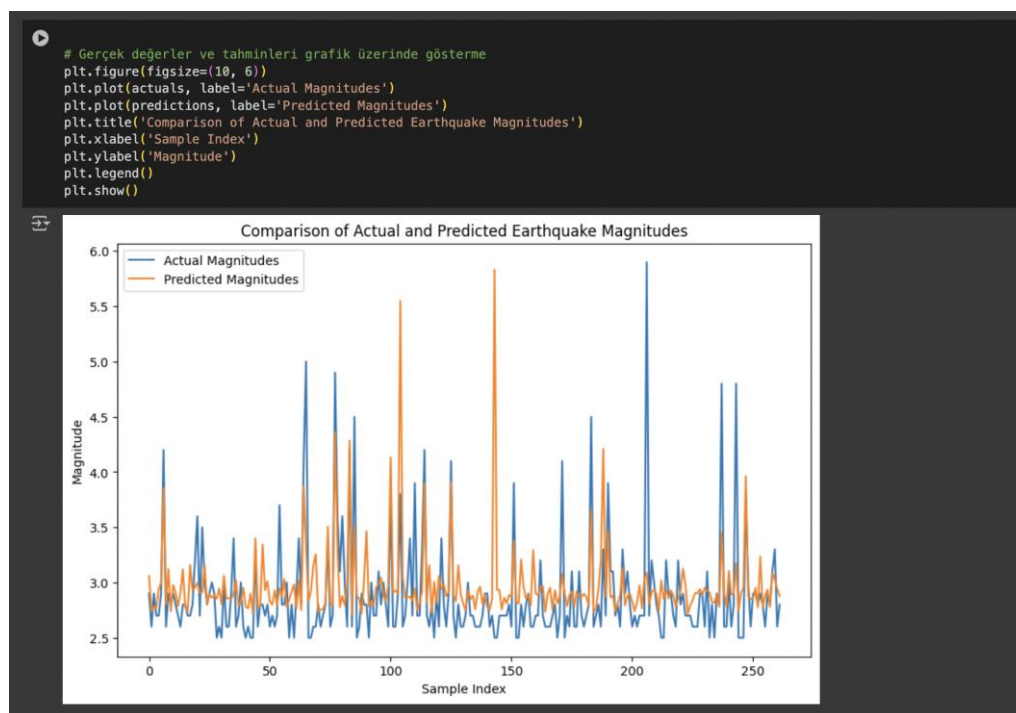 # Gerçek değerler ve tahminleri grafik üzerinde gösterme
plt.figure(figsize=(10, 6))
plt.plot(actuals, label='Actual Magnitudes')
plt.plot(predictions, label='Predicted Magnitudes')
plt.title('Comparison of Actual and Predicted Earthquake Magnitudes')
plt.xlabel('Sample Index')
plt.ylabel('Magnitude')
plt.legend()
plt.show()
Comparison of Actual and Predicted Earthquake Magnitudes
Actual Magnitudes
Predicted Magnitudes
Magnitude
6.0
5.5
5.0
4.5
4.0
3.5
3.0
2.5
0 50 100 150 200 250
Sample Index